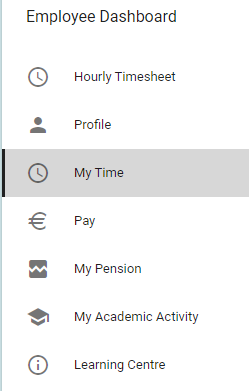 Employee Dashboard
Hourly Timesheet
Profile
My Time
Pay
My Pension
My Academic Activity
Learning Centre